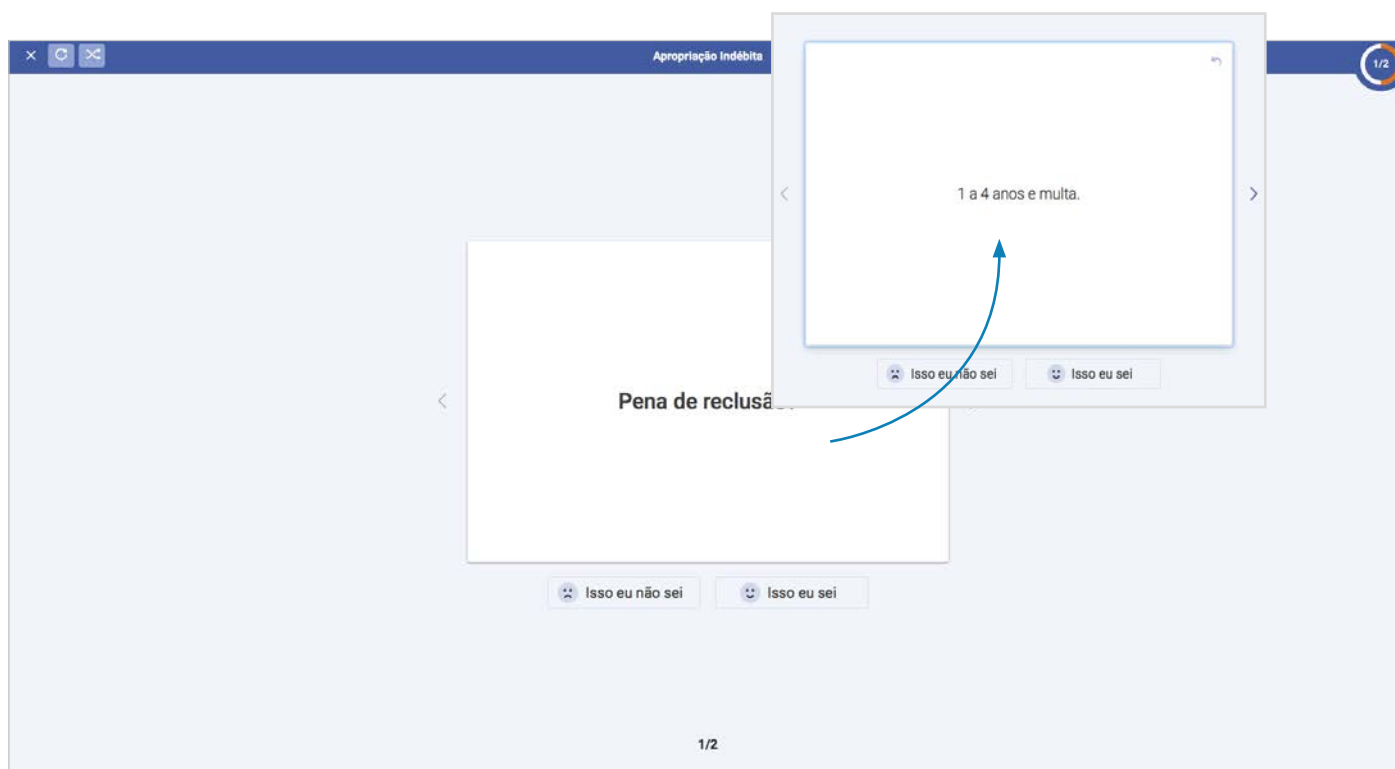 Apropriação Indébita
1/2
1 a 4 anos e multa.
Isso eu não sei
Isso eu sei
Pena de
Isso eu não sei
Isso eu sei
1/2